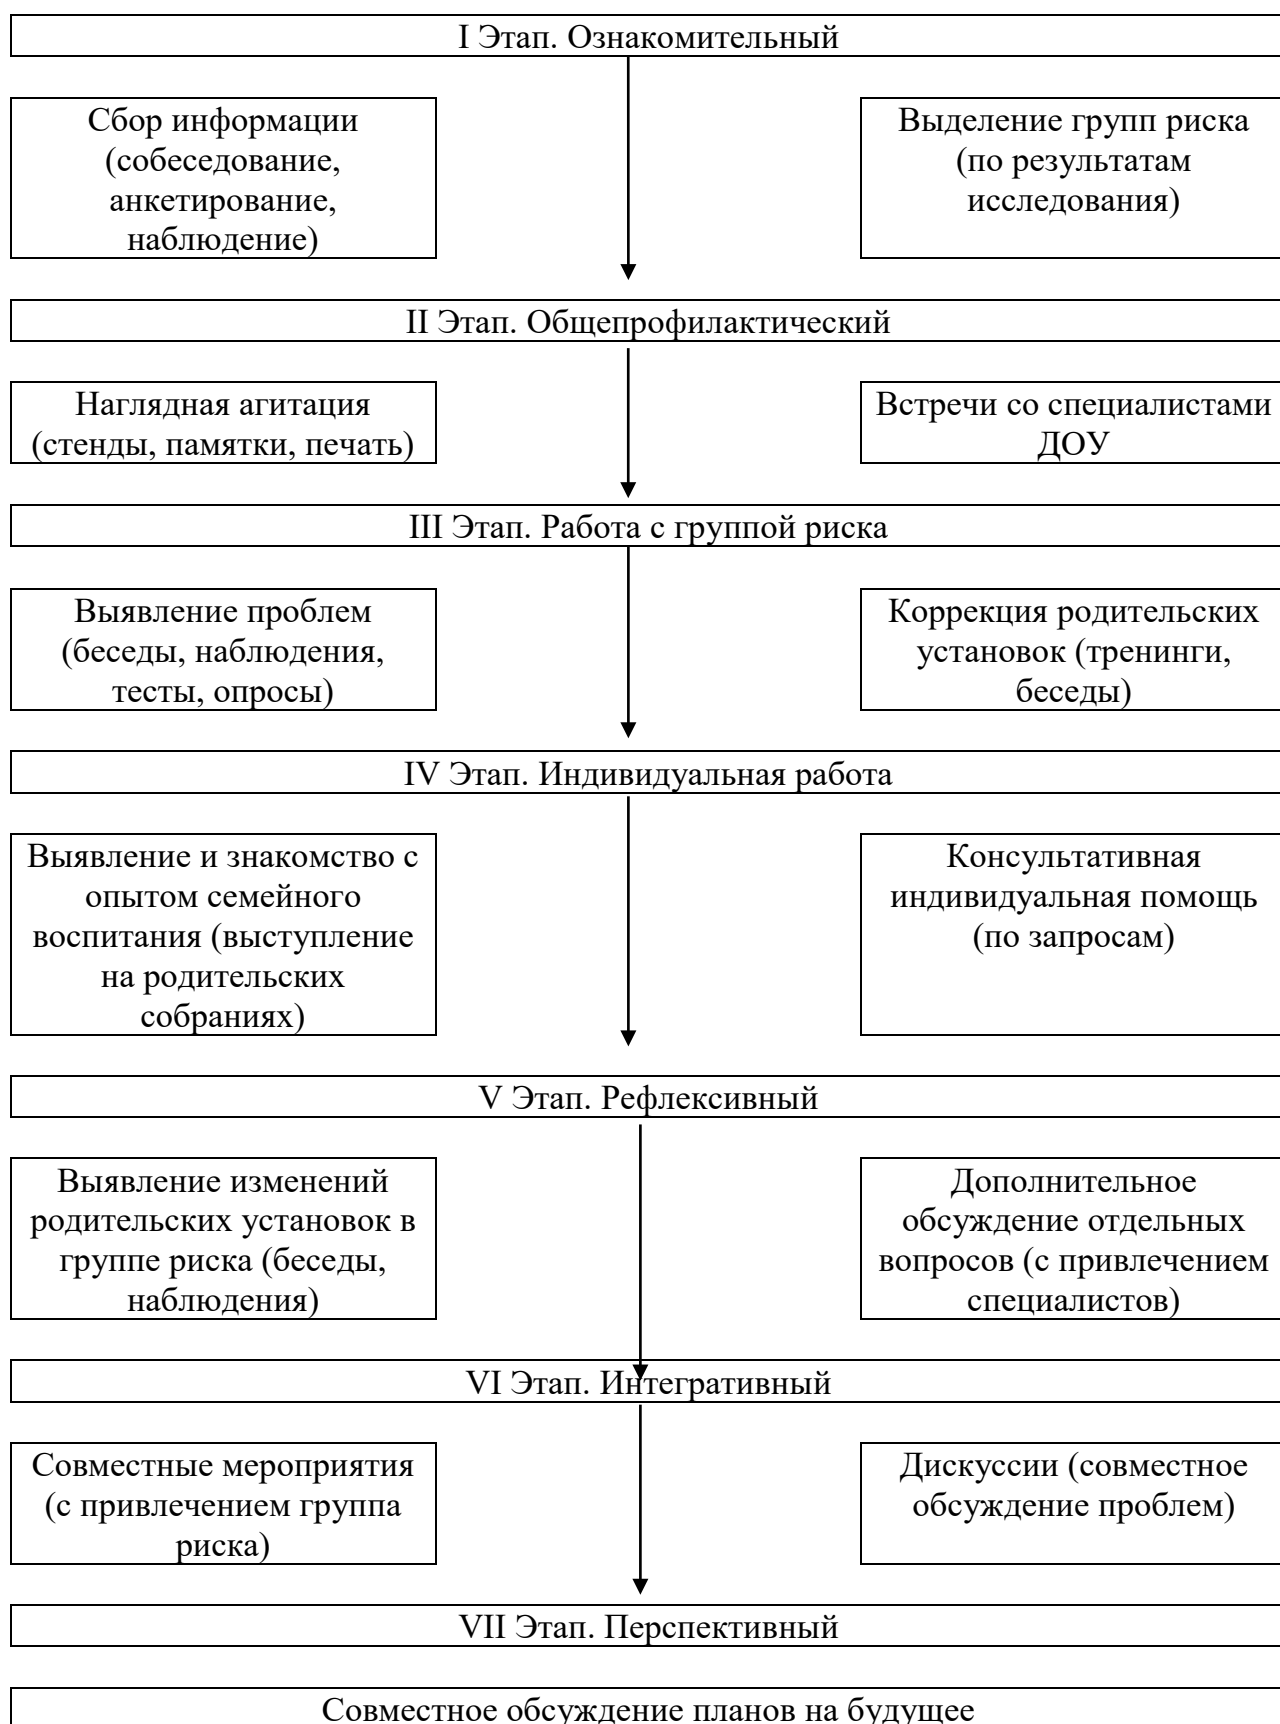 I Этап. Ознакомительный
Сбор информации
(собеседование,
анкетирование,
наблюдение)
Выделение групп риска
(по результатам
исследования)
II Этап. Общепрофилактический
Наглядная агитация
(стенды, памятки, печать)
Встречи со специалистами
ДОУ
III Этап. Работа с группой риска
Выявление проблем
(беседы, наблюдения,
тесты, опросы)
Коррекция родительских
установок (тренинги,
беседы)
IV Этап. Индивидуальная работа
Выявление и знакомство с
опытом семейного
воспитания (выступление
на родительских
собраниях)
Консультативная
индивидуальная помощь
(по запросам)
V Этап. Рефлексивный
Выявление изменений
родительских установок в
группе риска (беседы,
наблюдения)
Дополнительное
обсуждение отдельных
вопросов (с привлечением
специалистов)
VI Этап. Интегративный
Совместные мероприятия
(с привлечением группа
риска)
Дискуссии (совместное
обсуждение проблем)
VII Этап. Перспективный
Совместное обсуждение планов на будущее